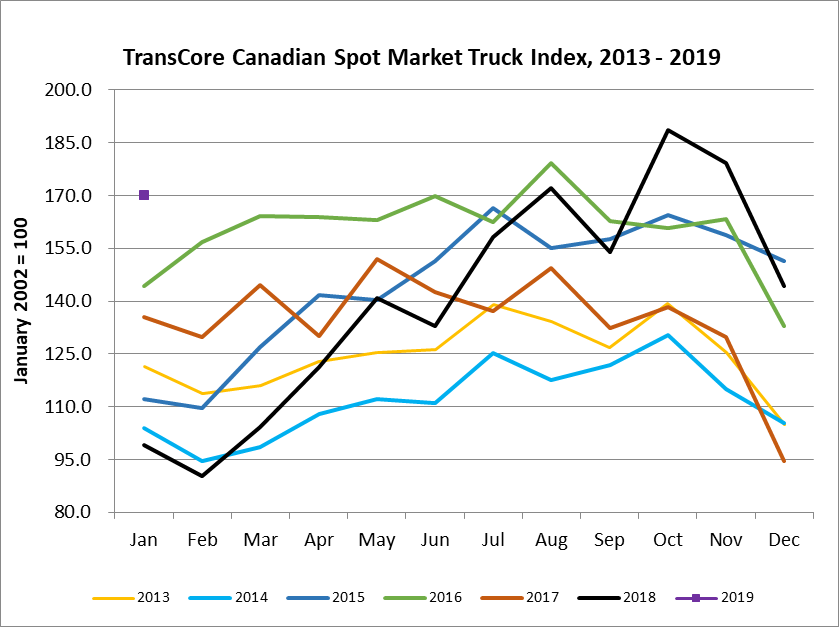 TransCore Canadian Spot Market Truck Index, 2013 - 2019
January 2002 = 100
200.0
185.0
170.0
155.0
140.0
125.0
110.0
95.0
80.0
Jan Feb Mar Apr May Jun Jul Aug Sep Oct Nov Dec
2013 2014 2015 2016 2017 2018 2019